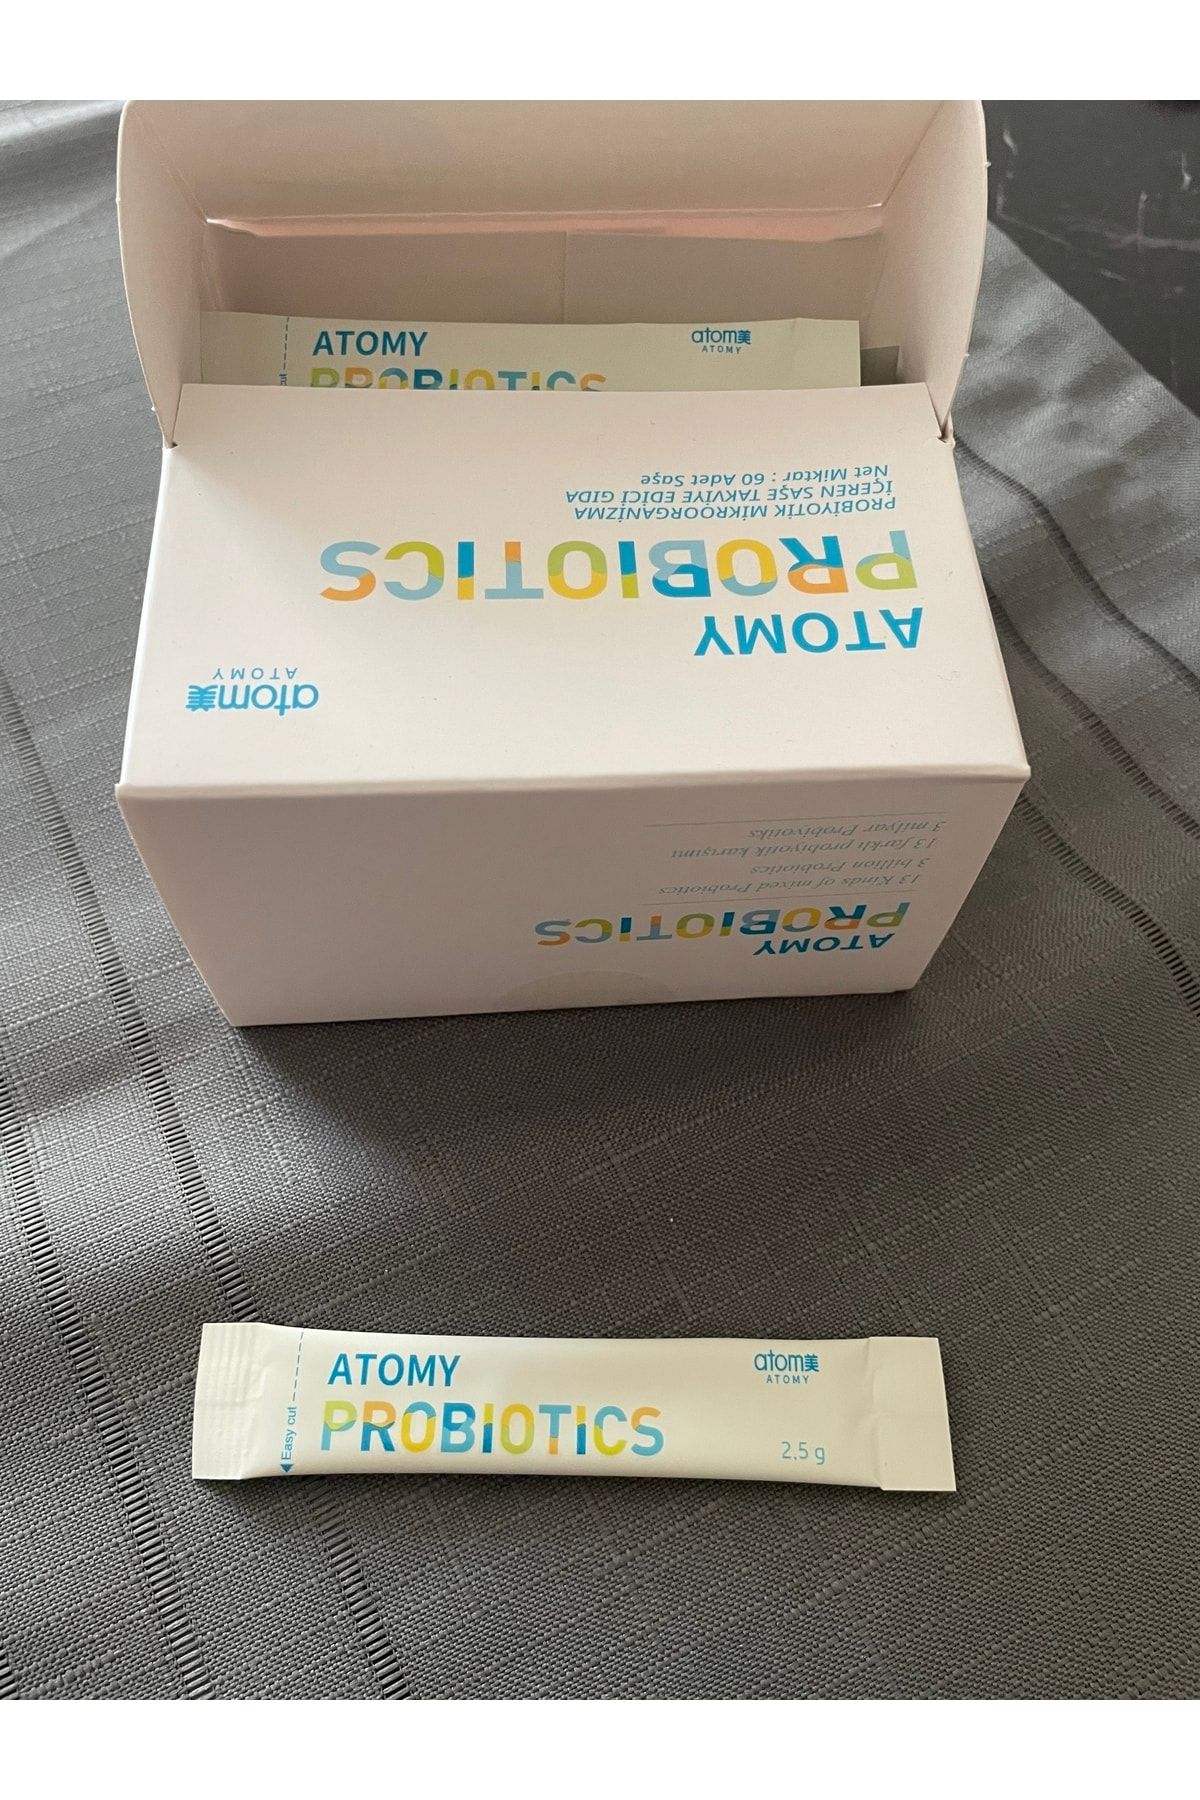 ATOMY
PROBIOTICS
atom美
ATOMY
atom美
ATOMY
ATOMY
PROBIOTICS
PROBİYOTİK MİKROORGANİZMA
İÇEREN SAŞE TAKVİYE EDİCİ GIDA
Net Miktar : 60 Adet Saşe
ATOMY
PROBIOTICS
13 Kinds of mixed Probiotics
3 billion Probiotics
13 farklı probiyotik karışımı
3 milyar Probiyotiks
Easy cut
ATOMY
PROBIOTICS
atom美
ATOMY
2.5 g